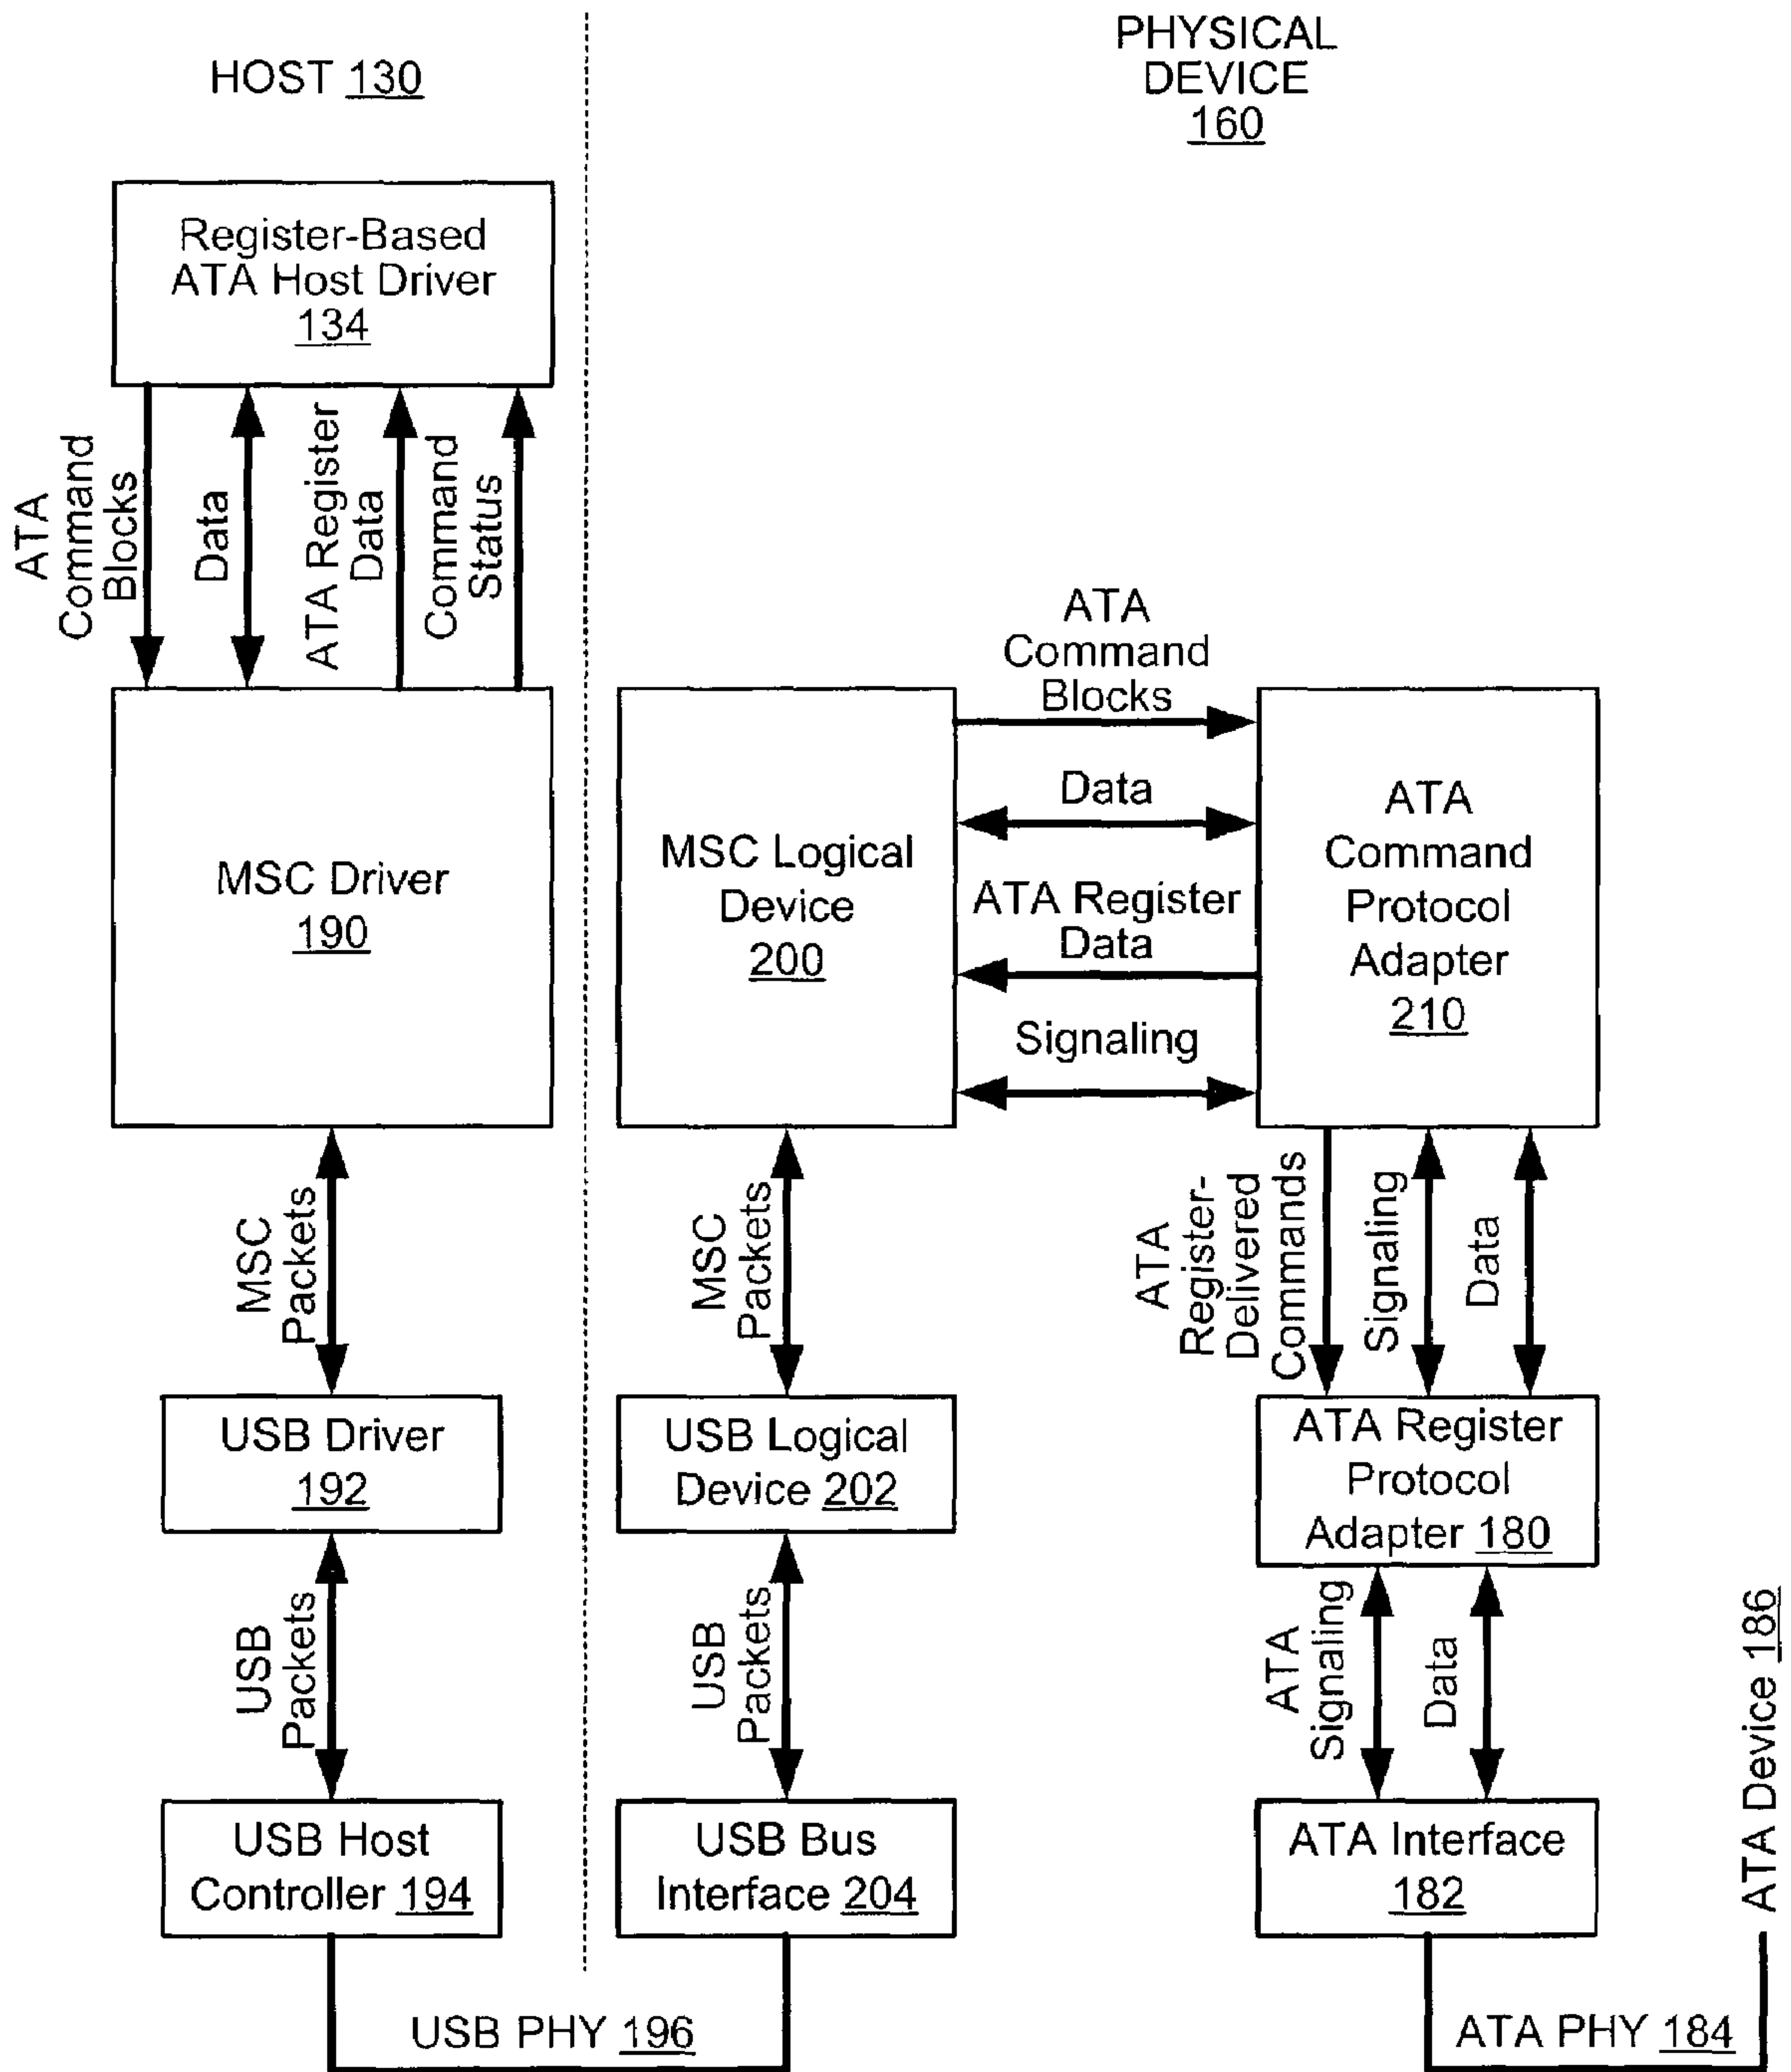 HOST 130
PHYSICAL
DEVICE
160
Register-Based
ATA Host Driver
134
ATA
Command
Blocks
Data
ATA Register
Data
Command
Status
MSC Driver
190
MSC
Packets
USB Driver
192
USB
Packets
USB Host
Controller 194
USB PHY 196
MSC Logical
Device
200
ATA
Command
Blocks
Data
ATA Register
Data
Signaling
ATA
Command
Protocol
Adapter
210
MSC
Packets
USB Logical
Device 202
USB
Packets
USB Bus
Interface 204
ATA
Register-
Delivered
Commands
Signaling
Data
ATA Register
Protocol
Adapter 180
ATA
Signaling
Data
ATA Interface
182
ATA PHY 184
ATA Device 186